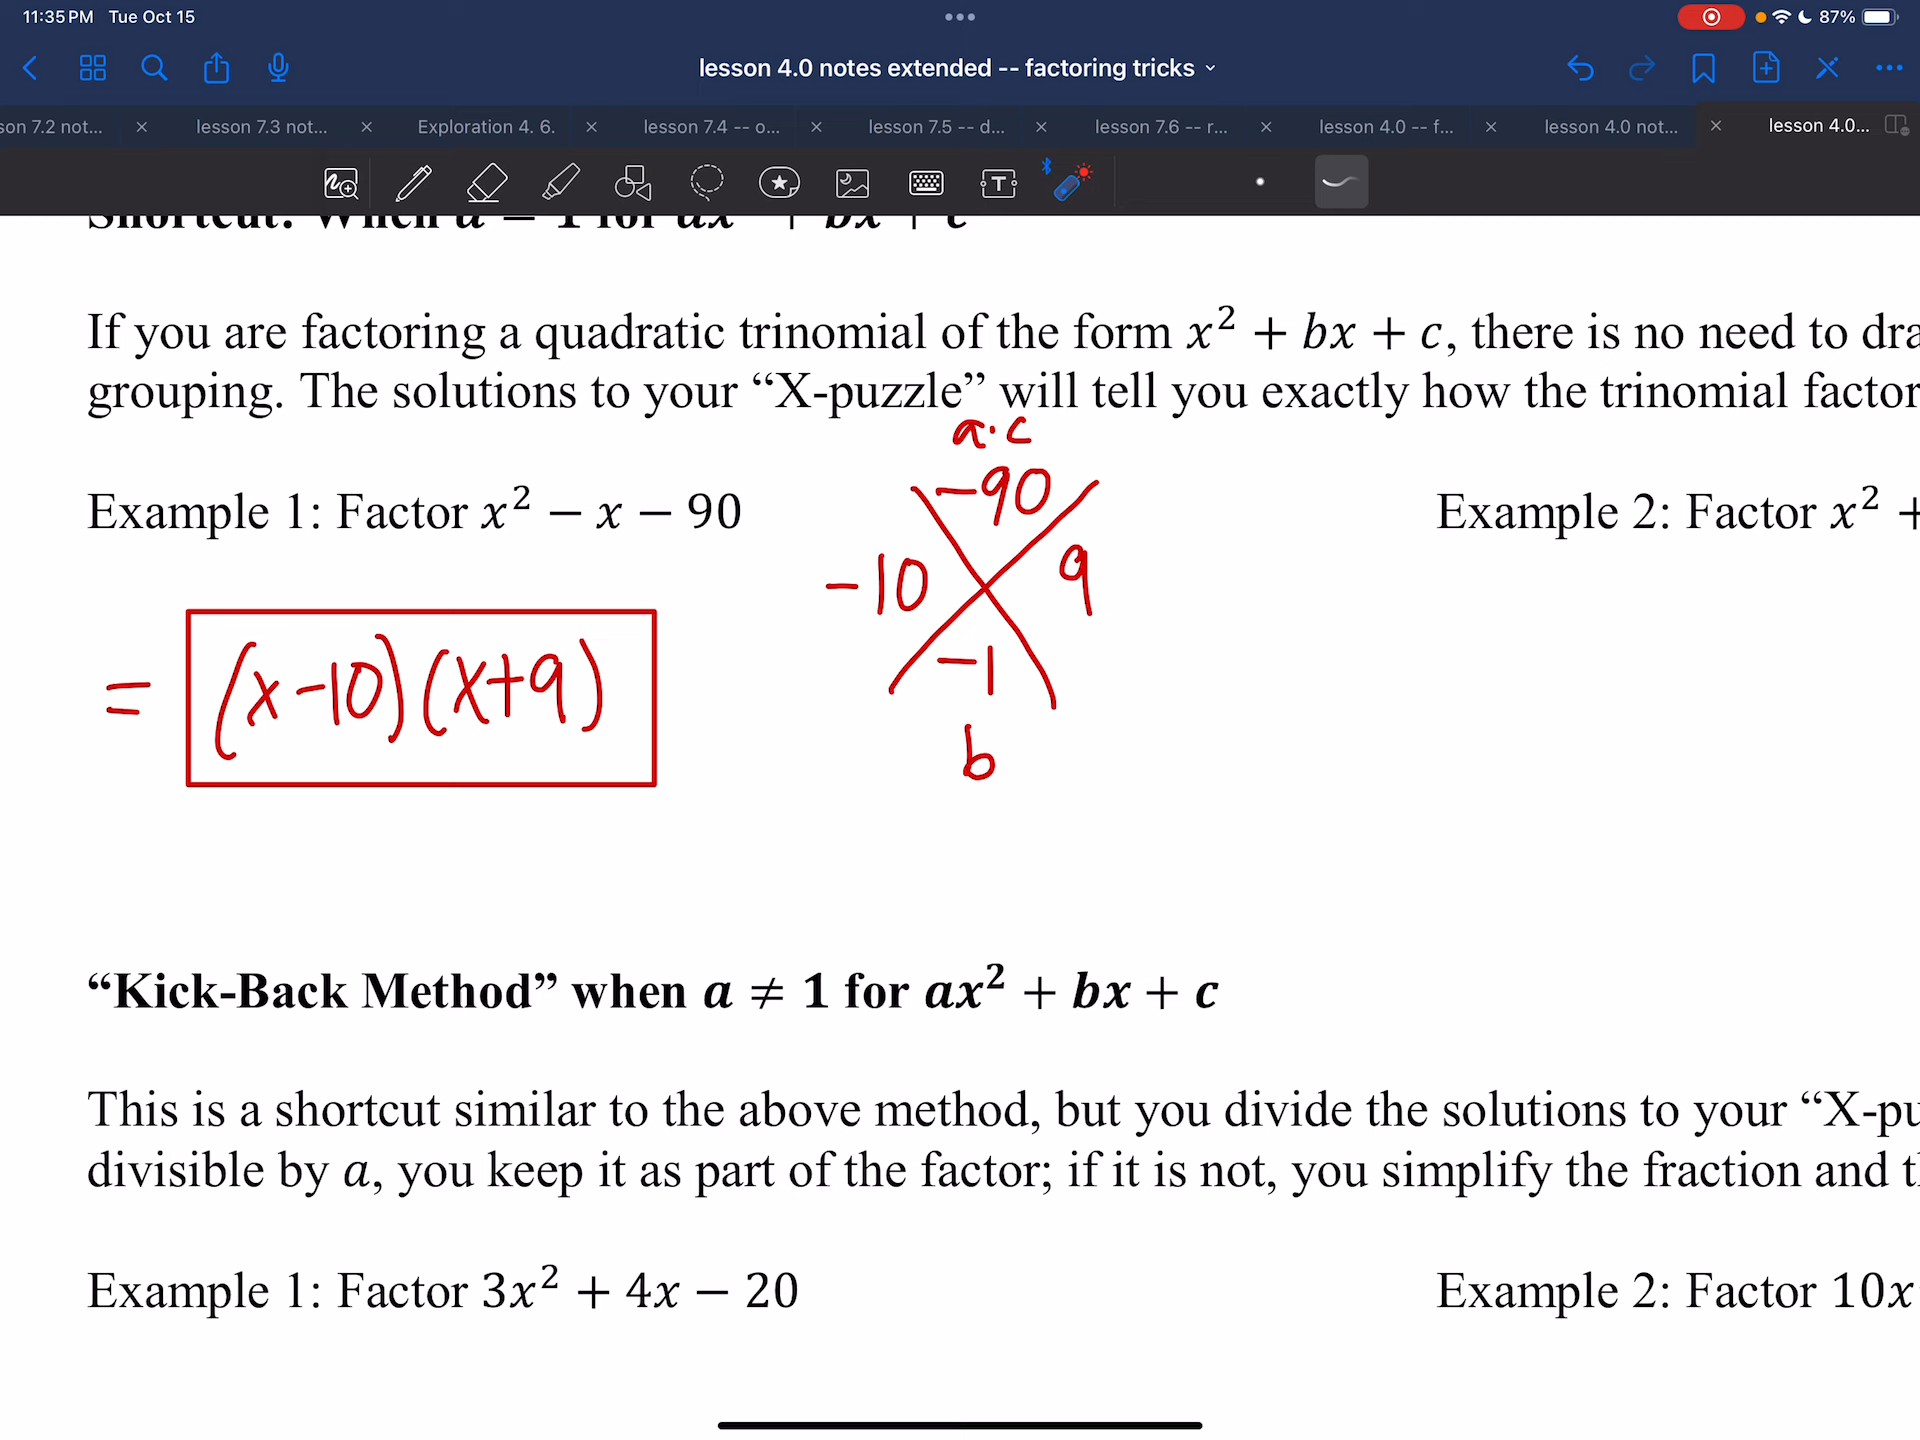 11:35 PM Tue Oct 15
87%
lesson 4.0 notes extended -- factoring tricks
son 7.2 not... lesson 7.3 not... Exploration 4. 6. lesson 7.4 -- o... lesson 7.5 -- d... lesson 7.6 -- r... lesson 4.0 -- f... lesson 4.0 not... lesson 4.0...
Shortcut: When a = 1 for ax² + bx + c
If you are factoring a quadratic trinomial of the form x² + bx + c, there is no need to dra
grouping. The solutions to your “X-puzzle” will tell you exactly how the trinomial factor
a·c
Example 1: Factor x² − x − 90
-90
Example 2: Factor x² +
-10 9
= (x-10)(x+9)
-1
b
“Kick-Back Method” when a ≠ 1 for ax² + bx + c
This is a shortcut similar to the above method, but you divide the solutions to your “X-pu
divisible by a, you keep it as part of the factor; if it is not, you simplify the fraction and t
Example 1: Factor 3x² + 4x − 20
Example 2: Factor 10x